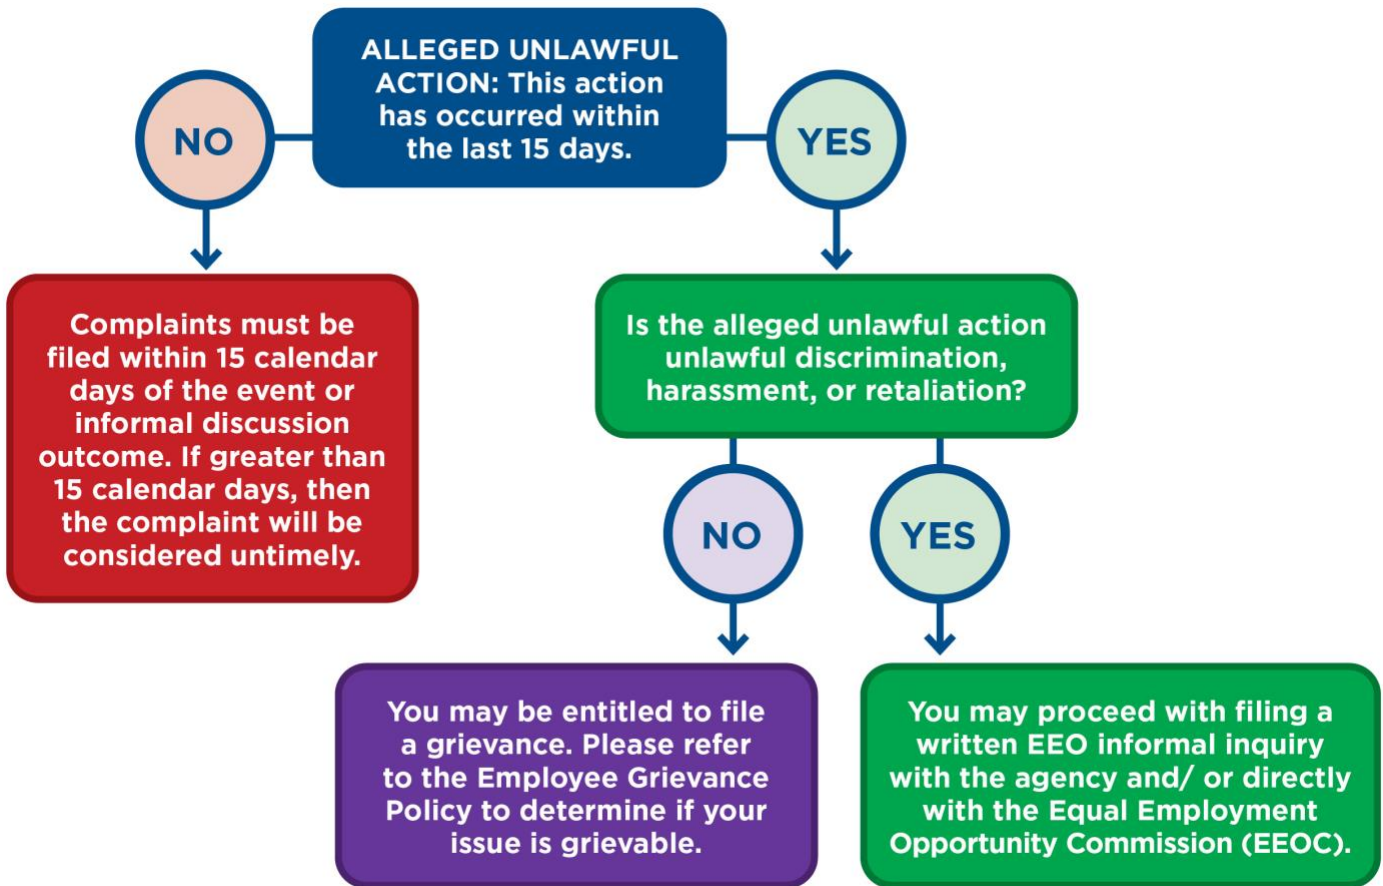 ALLEGED UNLAWFUL
ACTION: This action
has occurred within
the last 15 days.
NO
YES
Complaints must be
filed within 15 calendar
days of the event or
informal discussion
outcome. If greater than
15 calendar days, then
the complaint will be
considered untimely.
Is the alleged unlawful action
unlawful discrimination,
harassment, or retaliation?
NO
YES
You may be entitled to file
a grievance. Please refer
to the Employee Grievance
Policy to determine if your
issue is grievable.
You may proceed with filing a
written EEO informal inquiry
with the agency and/ or directly
with the Equal Employment
Opportunity Commission (EEOC).